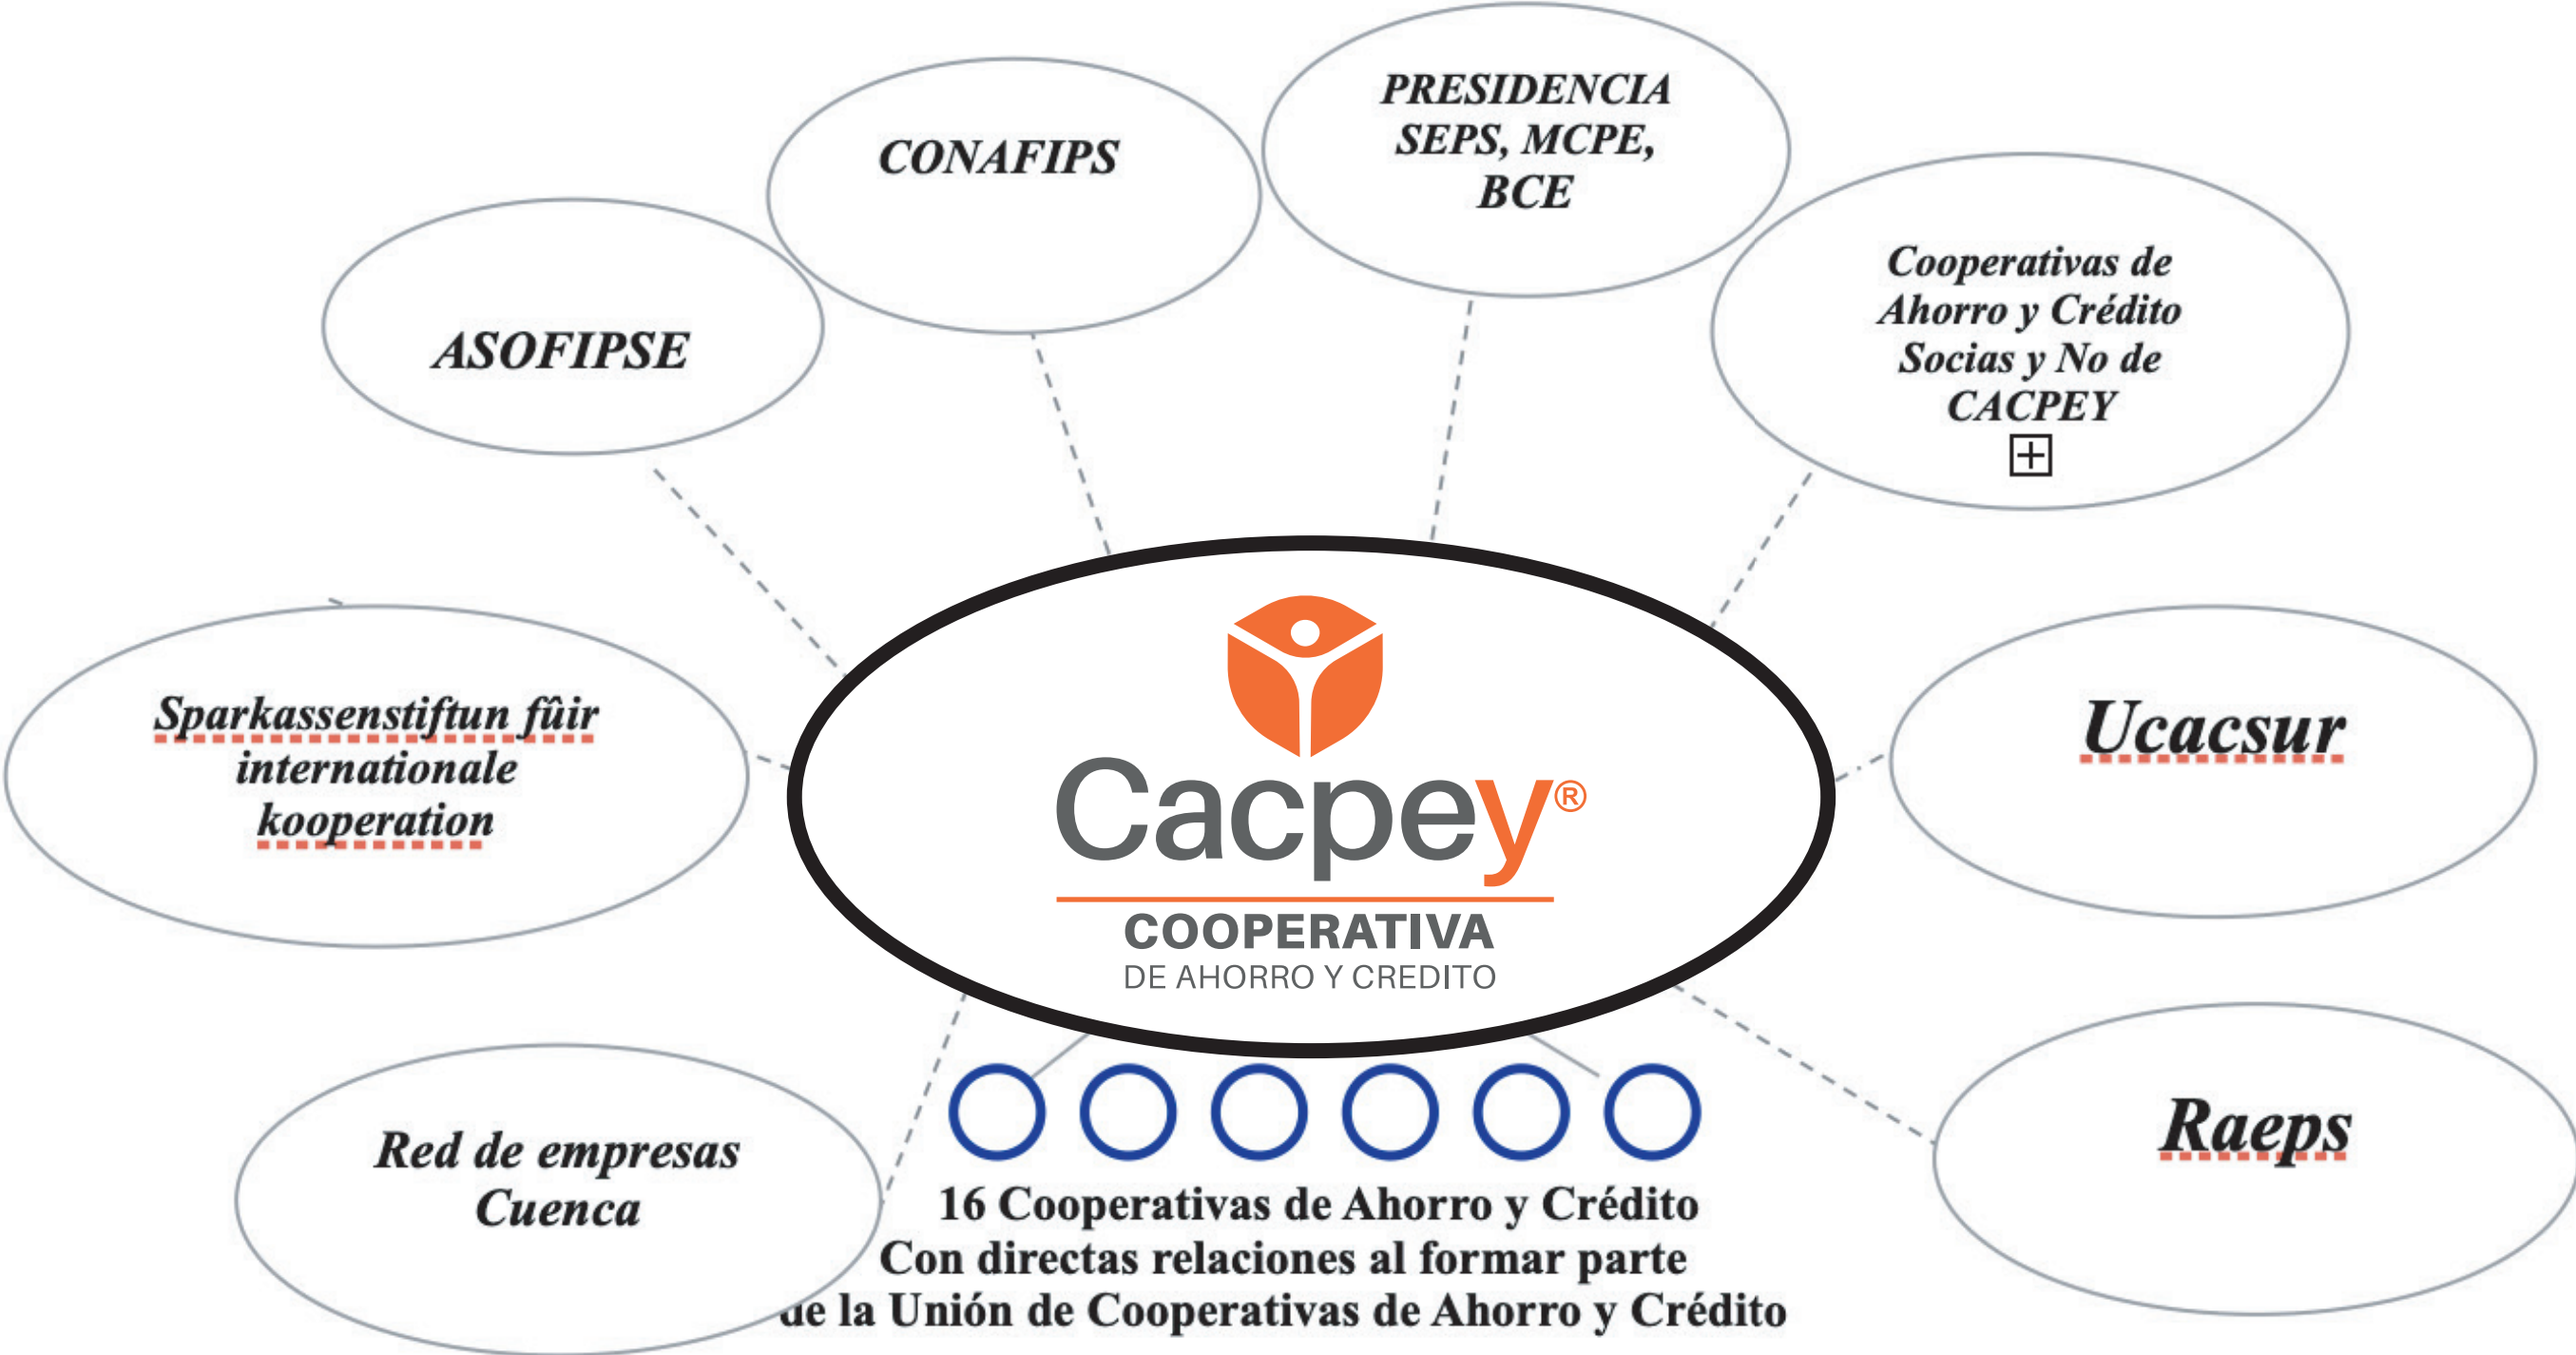 PRESIDENCIA
SEPS, MCPE,
BCE
CONAFIPS
ASOFIPSE
Cooperativas de
Ahorro y Crédito
Socias y No de
CACPEY
Sparkassenstiftun fûir
internationale
kooperation
Cacpey®
COOPERATIVA
DE AHORRO Y CREDITO
Ucacsur
Red de empresas
Cuenca
Raeps
16 Cooperativas de Ahorro y Crédito
Con directas relaciones al formar parte
de la Unión de Cooperativas de Ahorro y Crédito